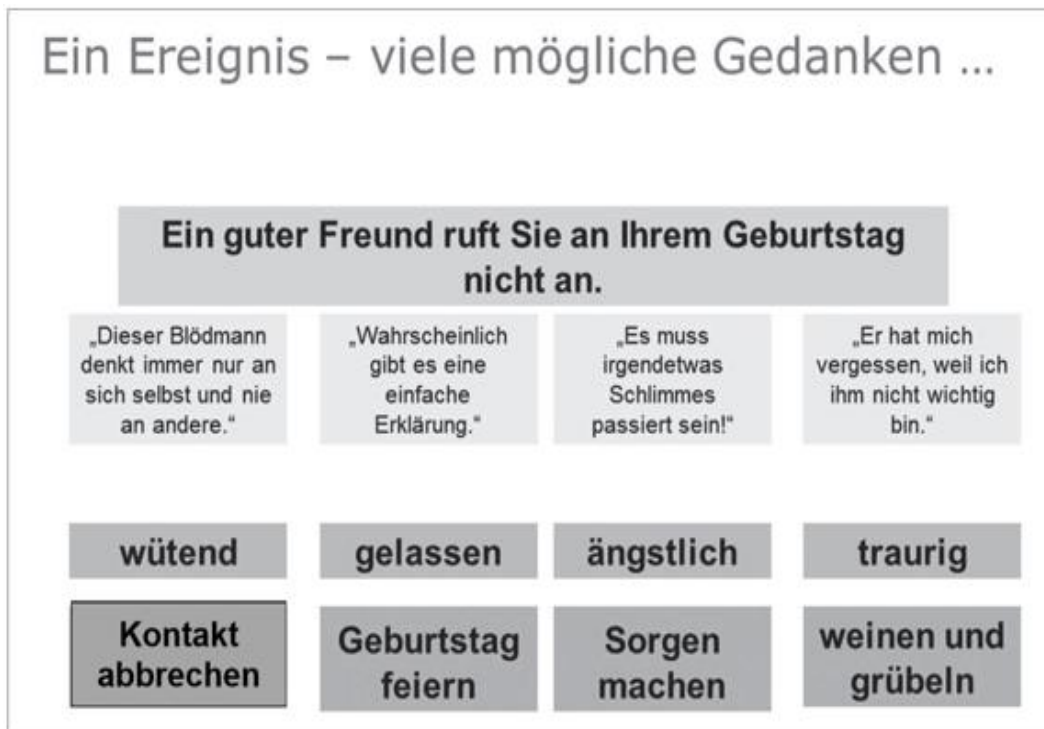 Ein Ereignis – viele mögliche Gedanken ...
Ein guter Freund ruft Sie an Ihrem Geburtstag
nicht an.
„Dieser Blödmann
denkt immer nur an
sich selbst und nie
an andere.“
„Wahrscheinlich
gibt es eine
einfache
Erklärung.“
„Es muss
irgendetwas
Schlimmes
passiert sein!“
„Er hat mich
vergessen, weil ich
ihm nicht wichtig
bin.“
wütend
gelassen
ängstlich
traurig
Kontakt
abbrechen
Geburtstag
feiern
Sorgen
machen
weinen und
grübeln